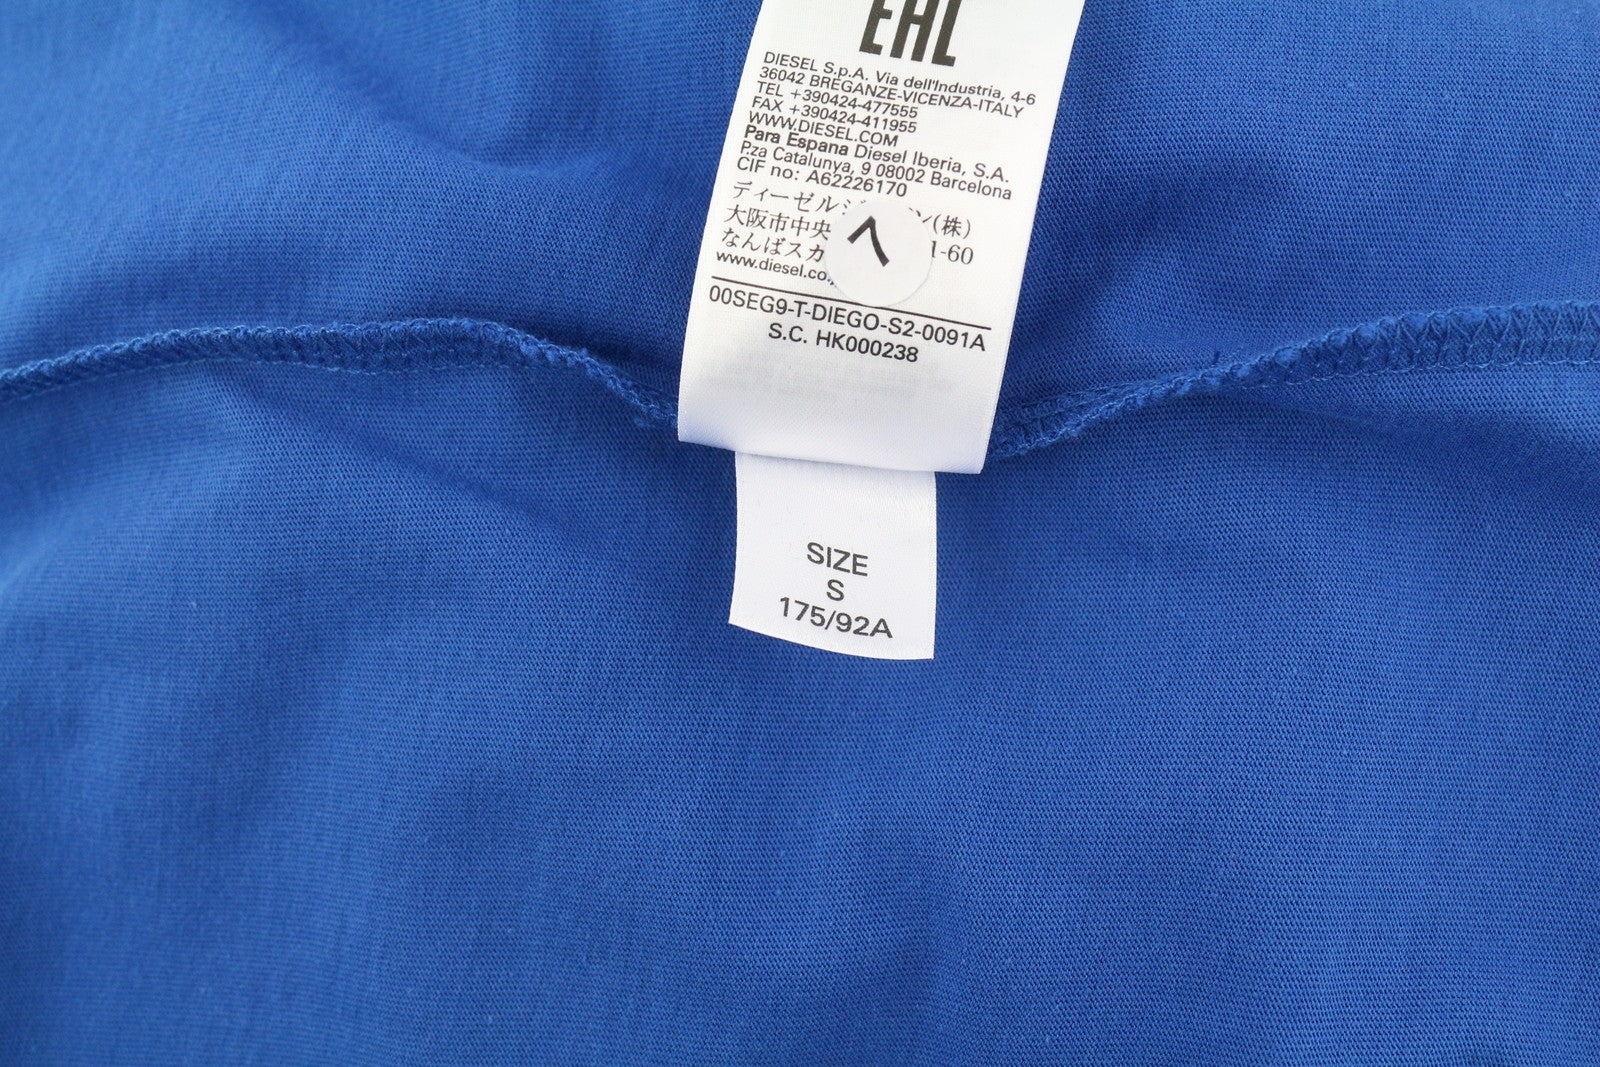 EAC
DIESEL S.p.A. Via dell'Industria, 4-6
36042 BREGANZE-VICENZA-ITALY
TEL +390424-477555
FAX +390424-411955
WWW.DIESEL.COM
Para Espana Diesel Iberia, S.A.
P.za Catalunya, 9 08002 Barcelona
CIF no: A62226170
ディーゼル ン(株)
大阪市中央 1-60
なんばスカ
www.diesel.co
00SEG9-T-DIEGO-S2-0091A
S.C. HK000238
SIZE
S
175/92A